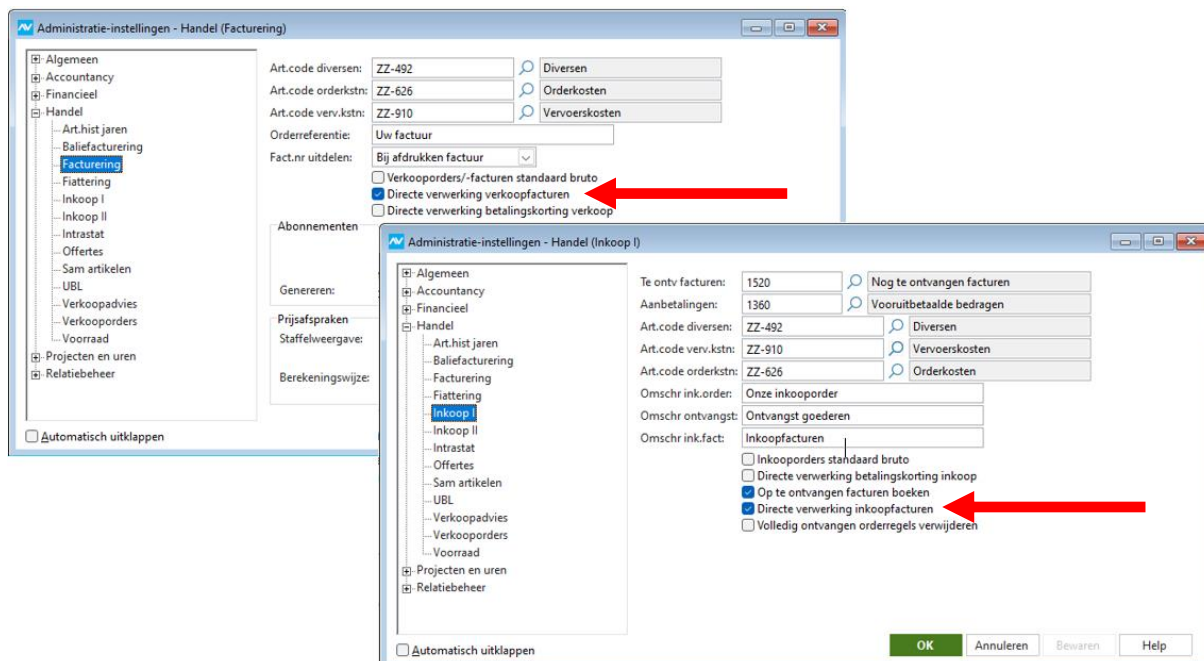 Administratie-instellingen - Handel (Facturering)
Algemeen
Accountancy
Financieel
Handel
Art.hist jaren
Baliefacturering
Facturering
Fiattering
Inkoop I
Inkoop II
Intrastat
Offertes
Sam artikelen
UBL
Verkoopadvies
Verkooporders
Voorraad
Projecten en uren
Relatiebeheer
Automatisch uitklappen
Art.code diversen: ZZ-492 Diversen
Art.code orderkstn: ZZ-626 Orderkosten
Art.code verv.kstn: ZZ-910 Vervoerskosten
Orderreferentie: Uw factuur
Fact.nr uitdelen: Bij afdrukken factuur
Verkooporders/-facturen standaard bruto
Directe verwerking verkoopfacturen
Directe verwerking betalingskorting verkoop
Abonnementen
Genereren:
Prijsafspraken
Staffelweergave:
Berekeningswijze:
Administratie-instellingen - Handel (Inkoop I)
Algemeen
Accountancy
Financieel
Handel
Art.hist jaren
Baliefacturering
Facturering
Fiattering
Inkoop I
Inkoop II
Intrastat
Offertes
Sam artikelen
UBL
Verkoopadvies
Verkooporders
Voorraad
Projecten en uren
Relatiebeheer
Automatisch uitklappen
Te ontv facturen: 1520 Nog te ontvangen facturen
Aanbetalingen: 1360 Vooruitbetaalde bedragen
Art.code diversen: ZZ-492 Diversen
Art.code verv.kstn: ZZ-910 Vervoerskosten
Art.code orderkstn: ZZ-626 Orderkosten
Omschr ink.order: Onze inkooporder
Omschr ontvangst: Ontvangst goederen
Omschr ink.fact: Inkoopfacturen
Inkooporders standaard bruto
Directe verwerking betalingskorting inkoop
Op te ontvangen facturen boeken
Directe verwerking inkoopfacturen
Volledig ontvangen orderregels verwijderen
OK Annuleren Bewaren Help